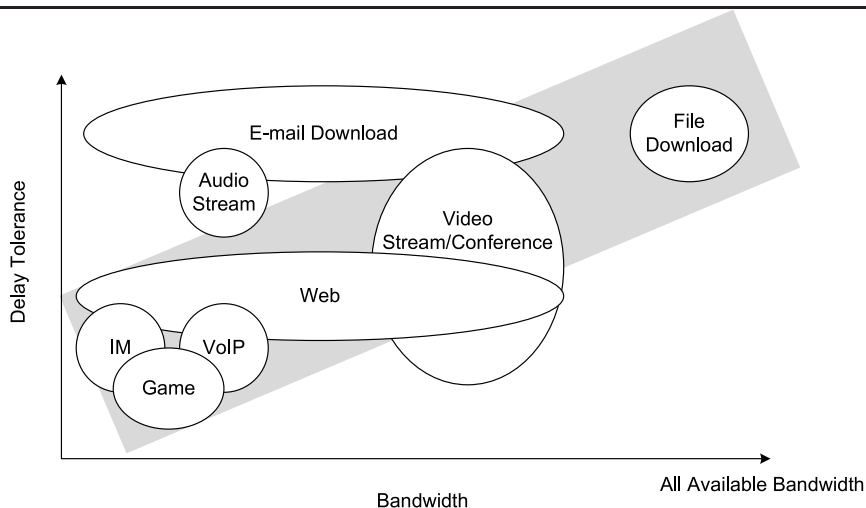 E-mail Download
File
Download
Audio
Stream
Video
Stream/Conference
Delay Tolerance
Web
IM
VoIP
Game
All Available Bandwidth
Bandwidth